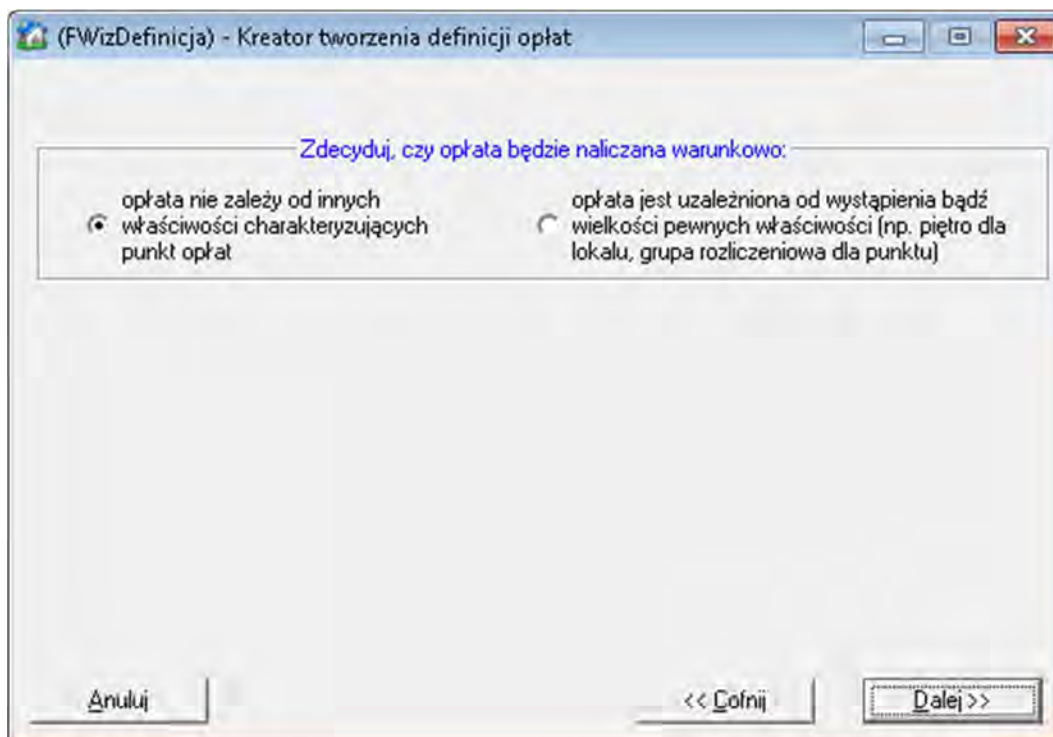 (FWizDefinicja) - Kreator tworzenia definicji opłat
Zdecyduj, czy opłata będzie naliczana warunkowo:
opłata nie zależy od innych
właściwości charakteryzujących
punkt opłat
opłata jest uzależniona od wystąpienia bądź
wielkości pewnych właściwości (np. piętro dla
lokalu, grupa rozliczeniowa dla punktu)
Anuluj
<< Cofnij
Dalej >>